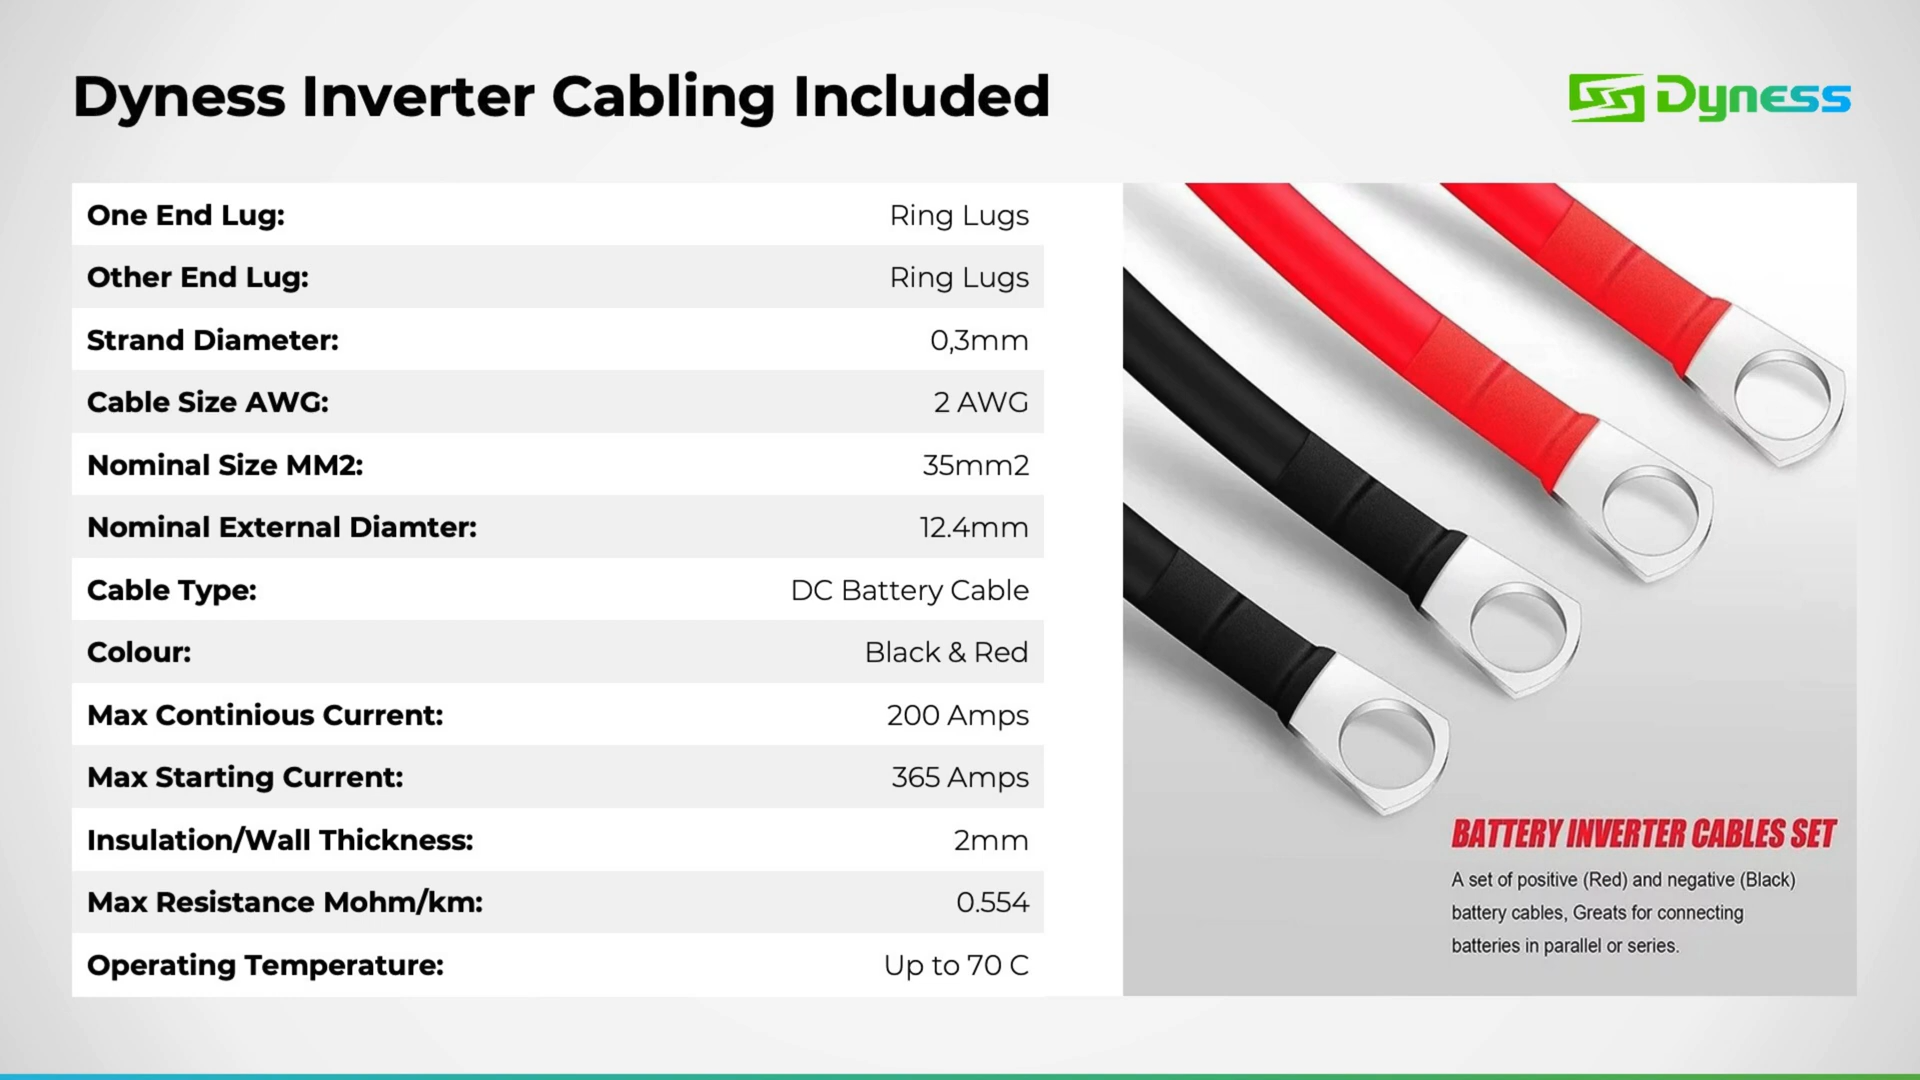 Dyness Inverter Cabling Included
Dyness
One End Lug: Ring Lugs
Other End Lug: Ring Lugs
Strand Diameter: 0,3mm
Cable Size AWG: 2 AWG
Nominal Size MM2: 35mm2
Nominal External Diamter: 12.4mm
Cable Type: DC Battery Cable
Colour: Black & Red
Max Continious Current: 200 Amps
Max Starting Current: 365 Amps
Insulation/Wall Thickness: 2mm
Max Resistance Mohm/km: 0.554
Operating Temperature: Up to 70 C
BATTERY INVERTER CABLES SET
A set of positive (Red) and negative (Black)
battery cables, Greats for connecting
batteries in parallel or series.